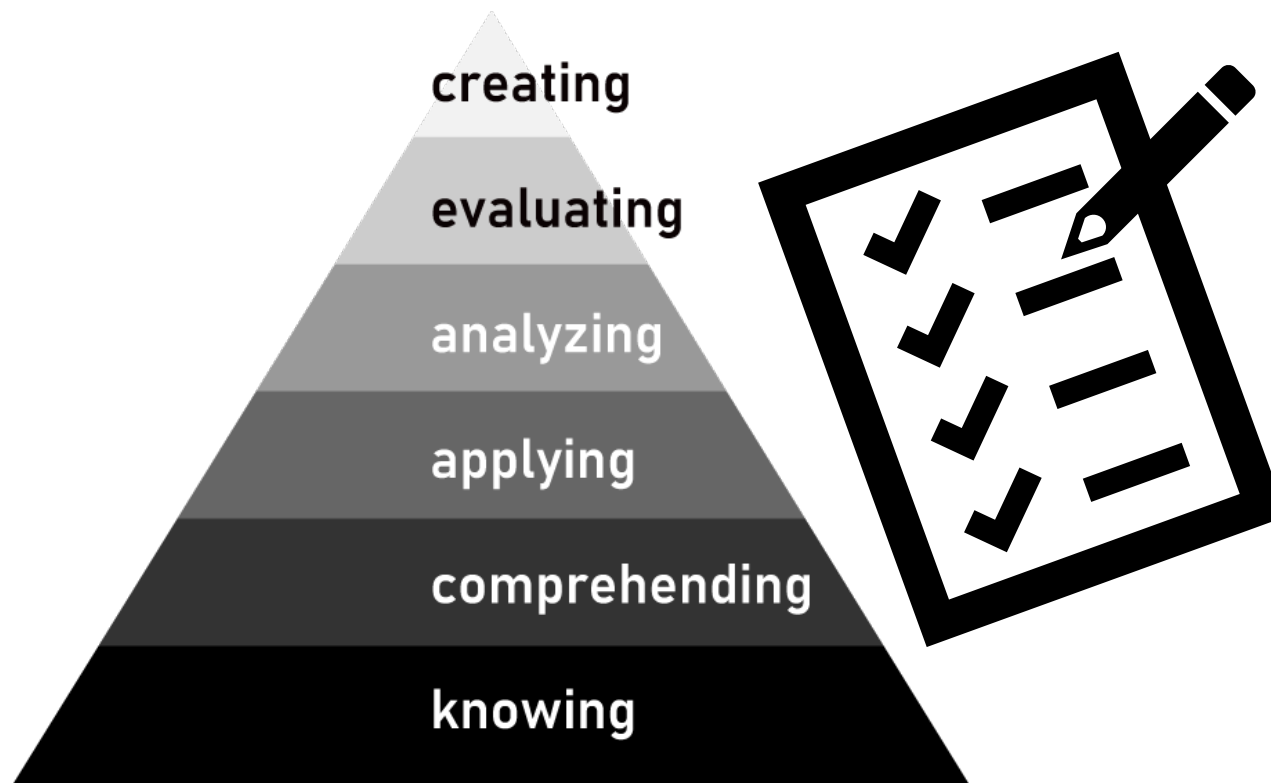 creating
evaluating
analyzing
applying
comprehending
knowing